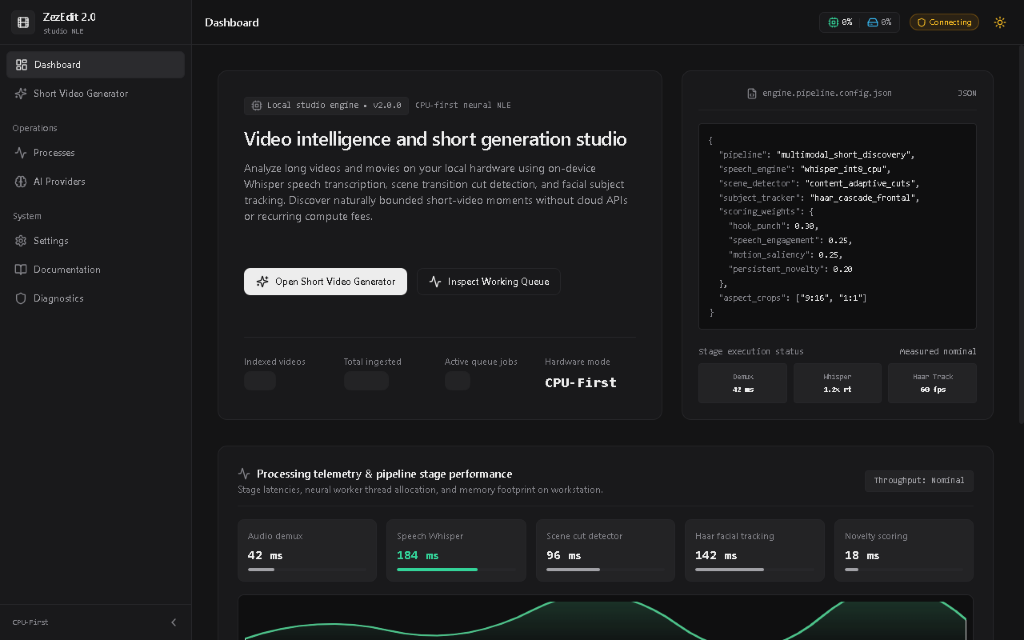 ZezEdit 2.0
Studio NLE
Dashboard
Short Video Generator
Operations
Processes
AI Providers
System
Settings
Documentation
Diagnostics
CPU-First
Dashboard
0%
0%
Connecting
Local studio engine • v2.0.0
CPU-first neural NLE
Video intelligence and short generation studio
Analyze long videos and movies on your local hardware using on-device
Whisper speech transcription, scene transition cut detection, and facial subject
tracking. Discover naturally bounded short-video moments without cloud APIs
or recurring compute fees.
Open Short Video Generator
Inspect Working Queue
Indexed videos
Total ingested
Active queue jobs
Hardware mode
CPU-First
engine.pipeline.config.json
JSON
{
"pipeline": "multimodal_short_discovery",
"speech_engine": "whisper_int8_cpu",
"scene_detector": "content_adaptive_cuts",
"subject_tracker": "haar_cascade_frontal",
"scoring_weights": {
"hook_punch": 0.30,
"speech_engagement": 0.25,
"motion_saliency": 0.25,
"persistent_novelty": 0.20
},
"aspect_crops": ["9:16", "1:1"]
}
Stage execution status
Measured nominal
Demux
42 ms
Whisper
1.2x rt
Haar Track
60 fps
Processing telemetry & pipeline stage performance
Stage latencies, neural worker thread allocation, and memory footprint on workstation.
Throughput: Nominal
Audio demux
42 ms
Speech Whisper
184 ms
Scene cut detector
96 ms
Haar facial tracking
142 ms
Novelty scoring
18 ms